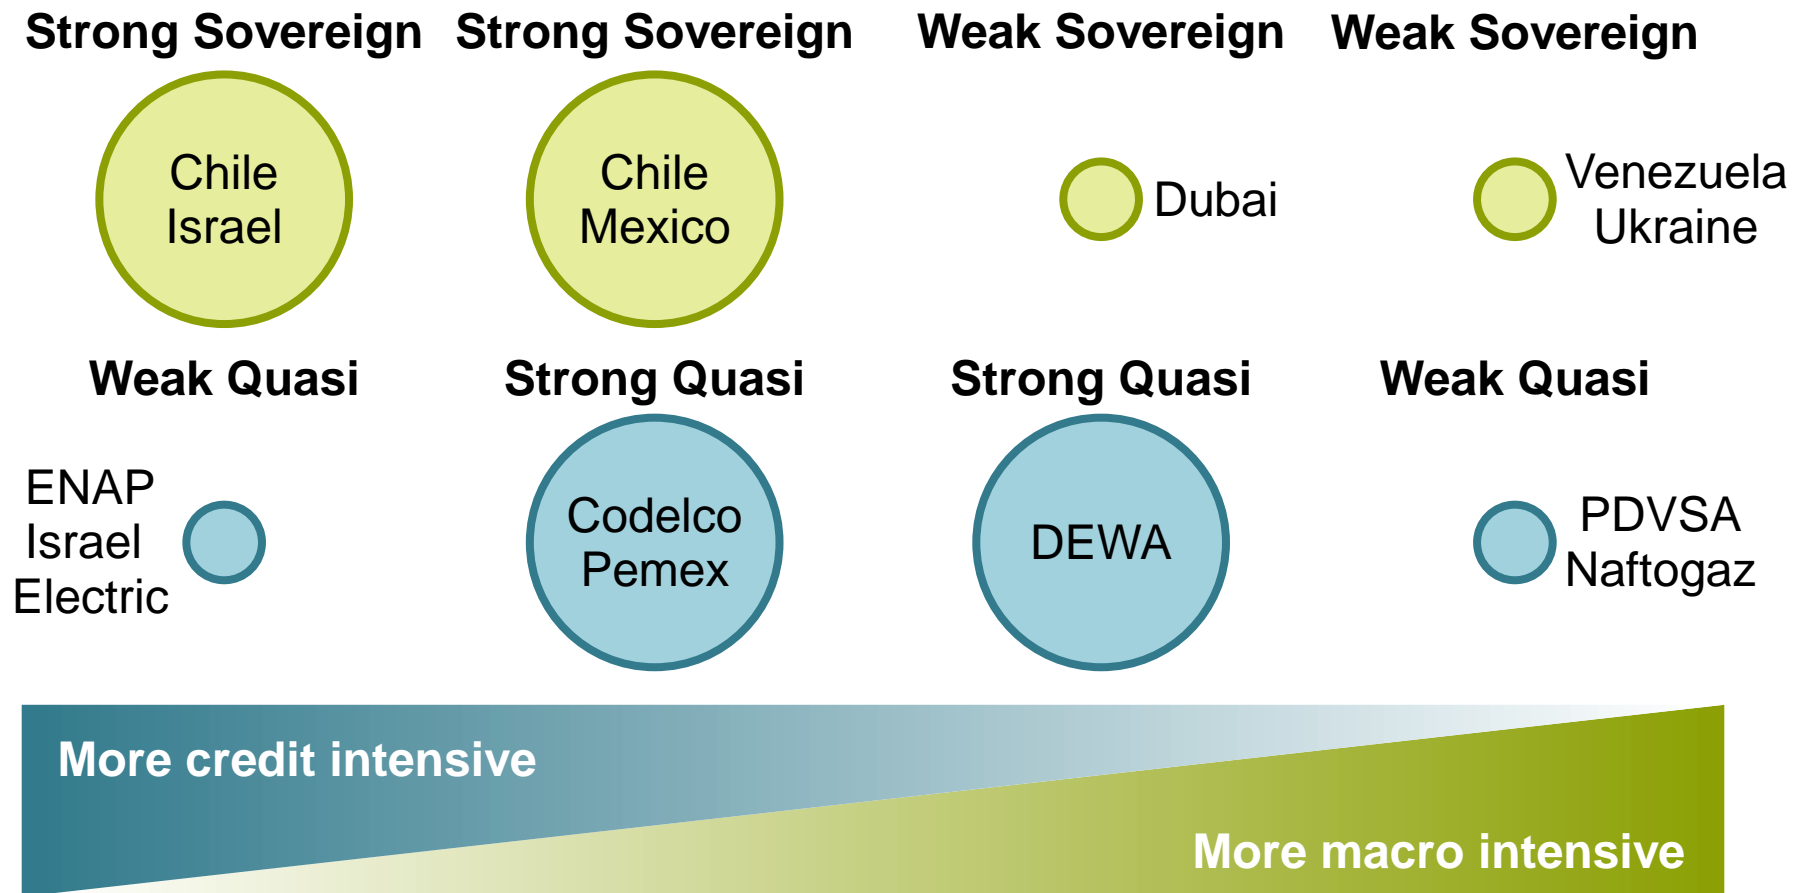 Strong Sovereign
Strong Sovereign
Weak Sovereign
Weak Sovereign
Chile
Israel
Chile
Mexico
Dubai
Venezuela
Ukraine
Weak Quasi
Strong Quasi
Strong Quasi
Weak Quasi
ENAP
Israel
Electric
Codelco
Pemex
DEWA
PDVSA
Naftogaz
More credit intensive
More macro intensive